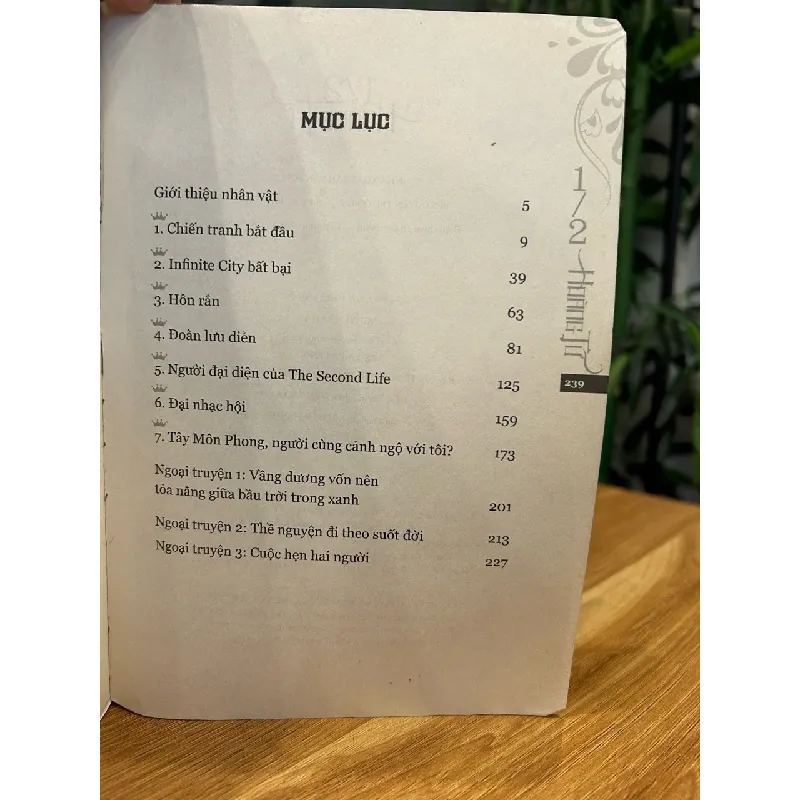 MỤC LỤC
Giới thiệu nhân vật 5
1. Chiến tranh bắt đầu 9
2. Infinite City bất bại 39
3. Hôn rắn 63
4. Đoàn lưu diễn 81
5. Người đại diện của The Second Life 125
6. Đại nhạc hội 159
7. Tây Môn Phong, người cùng cảnh ngộ với tôi? 173
Ngoại truyện 1: Vầng dương vốn nên
tỏa nắng giữa bầu trời trong xanh 201
Ngoại truyện 2: Thề nguyện đi theo suốt đời 213
Ngoại truyện 3: Cuộc hẹn hai người 227
1/2 HOÀNG TỬ
239